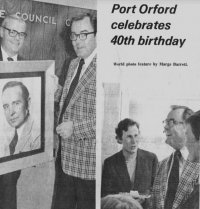 COUNCIL
Port Orford
celebrates
40th birthday
World photo feature by Marge Barrett.